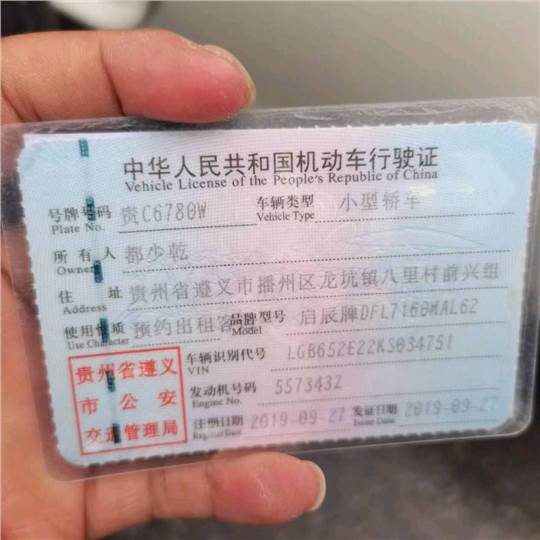 中华人民共和国机动车行驶证
Vehicle License of the People's Republic of China
号牌号码 贵C6780W 车辆类型 小型轿车
Plate No. Vehicle Type
所有人 都少乾
Owner
住址 贵州省遵义市播州区龙坑镇八里村前兴组
Address
使用性质 预约出租客 品牌型号 启辰牌DFL7160MAL62
Use Character Model
贵州省遵义
市公安
交通管理局
车辆识别代号 LGB652E22KS034751
VIN
发动机号码 557343Z
Engine No.
注册日期 2019-09-27 发证日期 2019-09-27
Register Date Issue Date